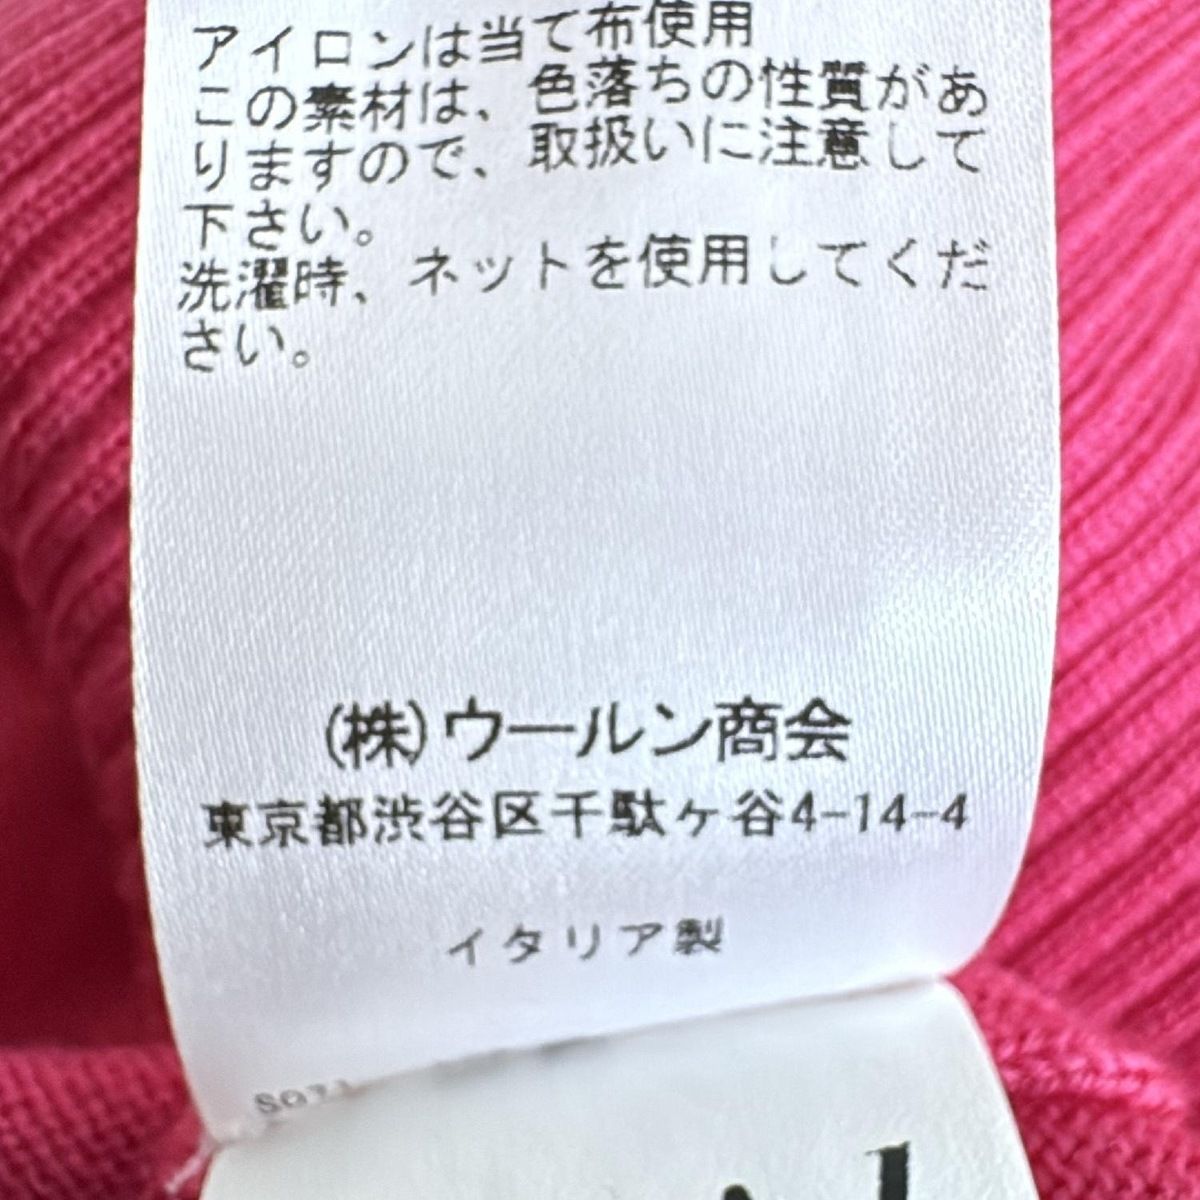 アイロンは当て布使用
この素材は、色落ちの性質があ
りますので、取扱いに注意して
下さい。
洗濯時、ネットを使用してくだ
さい。
(株)ウールン商会
東京都渋谷区千駄ヶ谷4-14-4
イタリア製